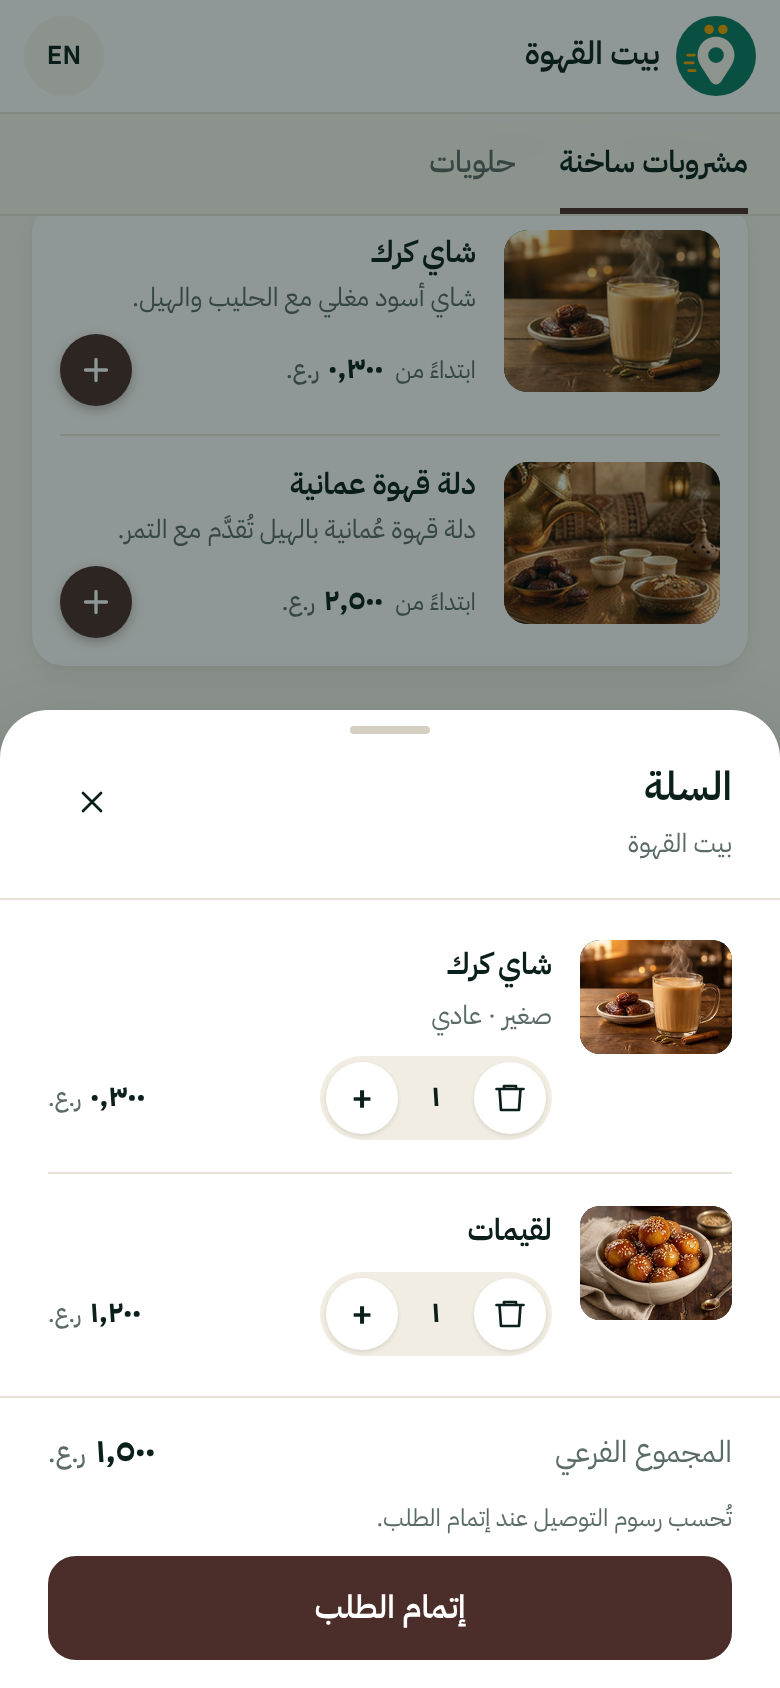 بيت القهوة
EN
مشروبات ساخنة
حلويات
شاي كرك
شاي أسود مغلي مع الحليب والهيل.
ابتداءً من ٠,٣٠٠ ر.ع.
+
دلة قهوة عمانية
دلة قهوة عُمانية بالهيل تُقدَّم مع التمر.
ابتداءً من ٢,٥٠٠ ر.ع.
+
السلة
بيت القهوة
شاي كرك
صغير · عادي
١ +
٠,٣٠٠ ر.ع.
لقيمات
١ +
١,٢٠٠ ر.ع.
المجموع الفرعي
١,٥٠٠ ر.ع.
تُحسب رسوم التوصيل عند إتمام الطلب.
إتمام الطلب